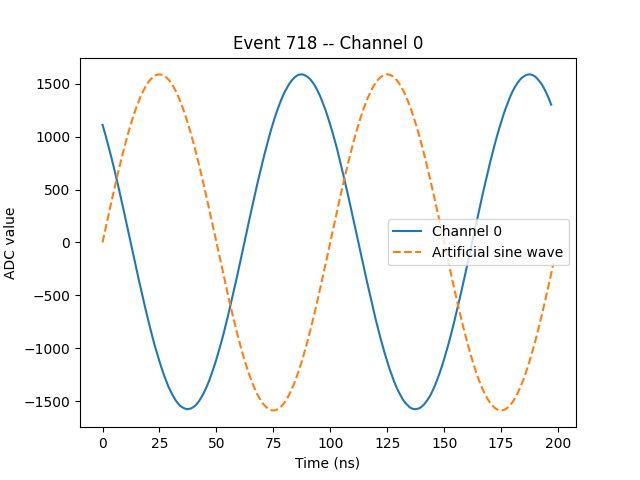 Event 718 -- Channel 0
ADC value
1500
1000
500
0
−500
−1000
−1500
Channel 0
Artificial sine wave
0 25 50 75 100 125 150 175 200
Time (ns)